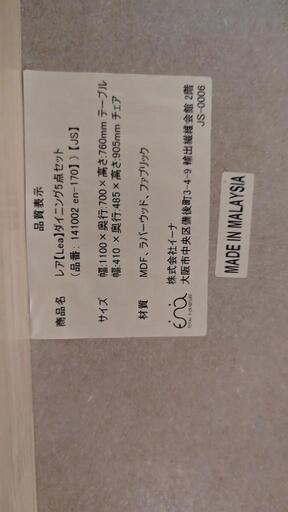 品質表示
商品名 レア【Lea】ダイニング5点セット
(品番：141002 en-170】)【JS】
サイズ 幅:1100×奥行:700×高さ:760mm テーブル
幅:410×奥行:485×高さ:905mm チェア
材質 MDF、ラバーウッド、ファブリック
ena
株式会社イーナ
大阪市中央区備後町3-4-9 輸出繊維会館 2階
JS-0006
MADE IN MALAYSIA